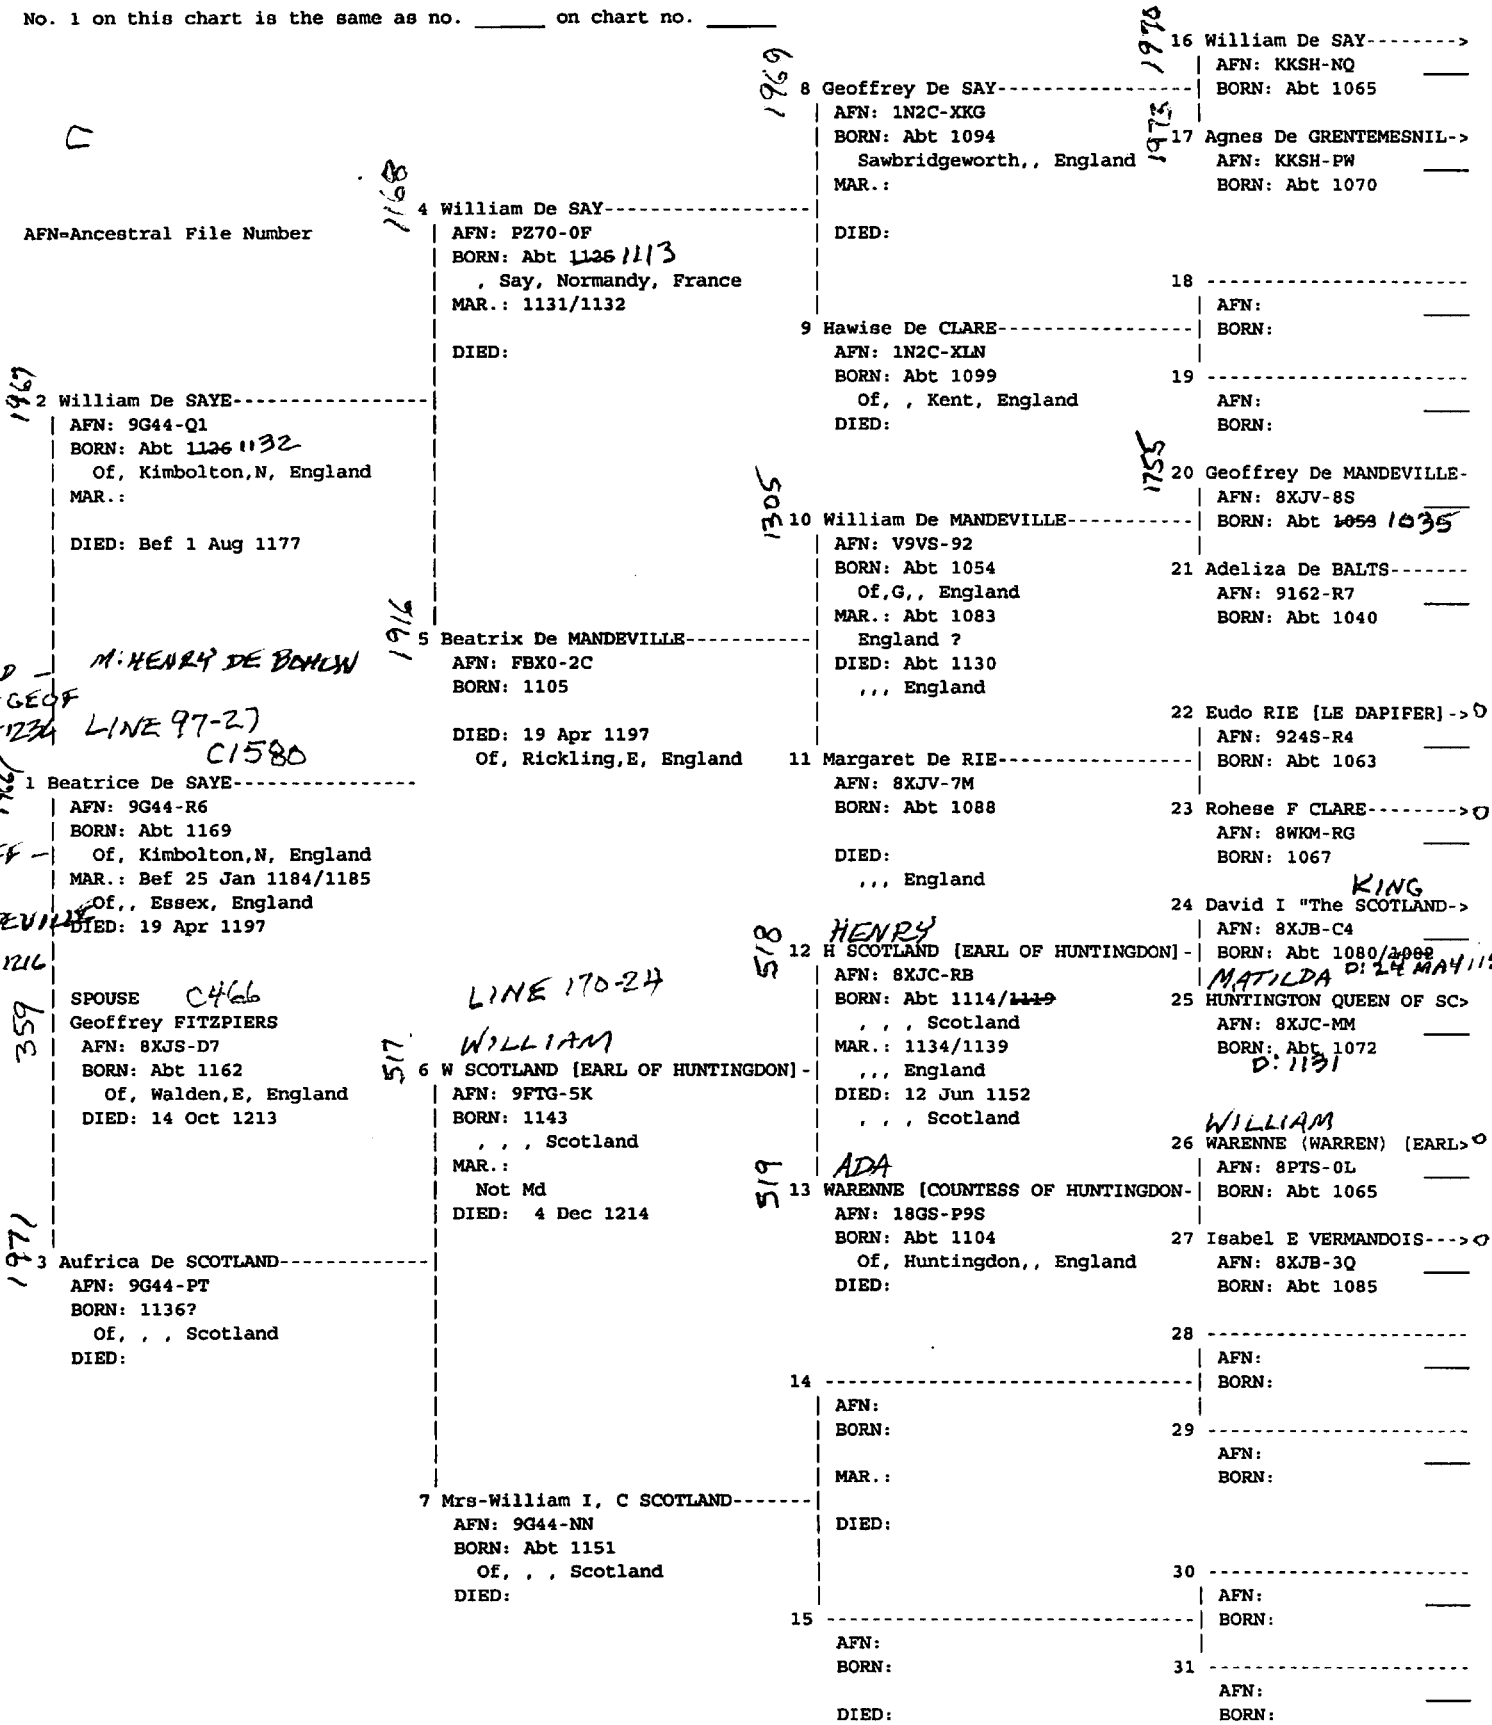 No. 1 on this chart is the same as no. _____ on chart no. _____
AFN=Ancestral File Number
1967
2 William De SAYE----------------
AFN: 9G44-Q1
BORN: Abt 1126 1132
Of, Kimbolton,N, England
MAR.:
DIED: Bef 1 Aug 1177
M: HENRY DE BOHUN
GEOF
1234
LINE 97-27
C1580
1966
1 Beatrice De SAYE---------------
AFN: 9G44-R6
BORN: Abt 1169
Of, Kimbolton,N, England
MAR.: Bef 25 Jan 1184/1185
Of,, Essex, England
DIED: 19 Apr 1197
EVILLE
1216
SPOUSE C466
359
Geoffrey FITZPIERS
AFN: 8XJS-D7
BORN: Abt 1162
Of, Walden,E, England
DIED: 14 Oct 1213
1971
3 Aufrica De SCOTLAND------------
AFN: 9G44-PT
BORN: 1136?
Of, , , Scotland
DIED:
1168
4 William De SAY-----------------
AFN: PZ70-0F
BORN: Abt 1126 1113
, Say, Normandy, France
MAR.: 1131/1132
DIED:
1916
5 Beatrix De MANDEVILLE----------
AFN: FBX0-2C
BORN: 1105
DIED: 19 Apr 1197
Of, Rickling,E, England
LINE 170-24
WILLIAM
517
6 W SCOTLAND [EARL OF HUNTINGDON]-
AFN: 9FTG-5K
BORN: 1143
, , , Scotland
MAR.:
Not Md
DIED: 4 Dec 1214
7 Mrs-William I, C SCOTLAND-------
AFN: 9G44-NN
BORN: Abt 1151
Of, , , Scotland
DIED:
1969
8 Geoffrey De SAY----------------
AFN: 1N2C-XKG
BORN: Abt 1094
Sawbridgeworth,, England
MAR.:
DIED:
9 Hawise De CLARE----------------
AFN: 1N2C-XLN
BORN: Abt 1099
Of, , Kent, England
DIED:
1305
10 William De MANDEVILLE----------
AFN: V9VS-92
BORN: Abt 1054
Of,G,, England
MAR.: Abt 1083
England ?
DIED: Abt 1130
,,, England
11 Margaret De RIE----------------
AFN: 8XJV-7M
BORN: Abt 1088
DIED:
,,, England
518
HENRY
12 H SCOTLAND [EARL OF HUNTINGDON]-
AFN: 8XJC-RB
BORN: Abt 1114/1119
, , , Scotland
MAR.: 1134/1139
,,, England
DIED: 12 Jun 1152
, , , Scotland
519
ADA
13 WARENNE [COUNTESS OF HUNTINGDON-
AFN: 18GS-P9S
BORN: Abt 1104
Of, Huntingdon,, England
DIED:
14 -------------------------------
AFN:
BORN:
MAR.:
DIED:
15 -------------------------------
AFN:
BORN:
DIED:
1970
16 William De SAY-------->
AFN: KKSH-NQ
BORN: Abt 1065
1973
17 Agnes De GRENTEMESNIL->
AFN: KKSH-PW
BORN: Abt 1070
18 ----------------------
AFN:
BORN:
19 ----------------------
AFN:
BORN:
1755
20 Geoffrey De MANDEVILLE-
AFN: 8XJV-8S
BORN: Abt 1059 1035
21 Adeliza De BALTS-------
AFN: 9162-R7
BORN: Abt 1040
22 Eudo RIE [LE DAPIFER]->
AFN: 924S-R4
BORN: Abt 1063
23 Rohese F CLARE-------->
AFN: 8WKM-RG
BORN: 1067
KING
24 David I "The SCOTLAND->
AFN: 8XJB-C4
BORN: Abt 1080/1082
D: 24 MAY
MATILDA
25 HUNTINGTON QUEEN OF SC>
AFN: 8XJC-MM
BORN: Abt 1072
D: 1131
WILLIAM
26 WARENNE (WARREN) [EARL>
AFN: 8PTS-0L
BORN: Abt 1065
27 Isabel E VERMANDOIS--->
AFN: 8XJB-3Q
BORN: Abt 1085
28 ----------------------
AFN:
BORN:
29 ----------------------
AFN:
BORN:
30 ----------------------
AFN:
BORN:
31 ----------------------
AFN:
BORN: